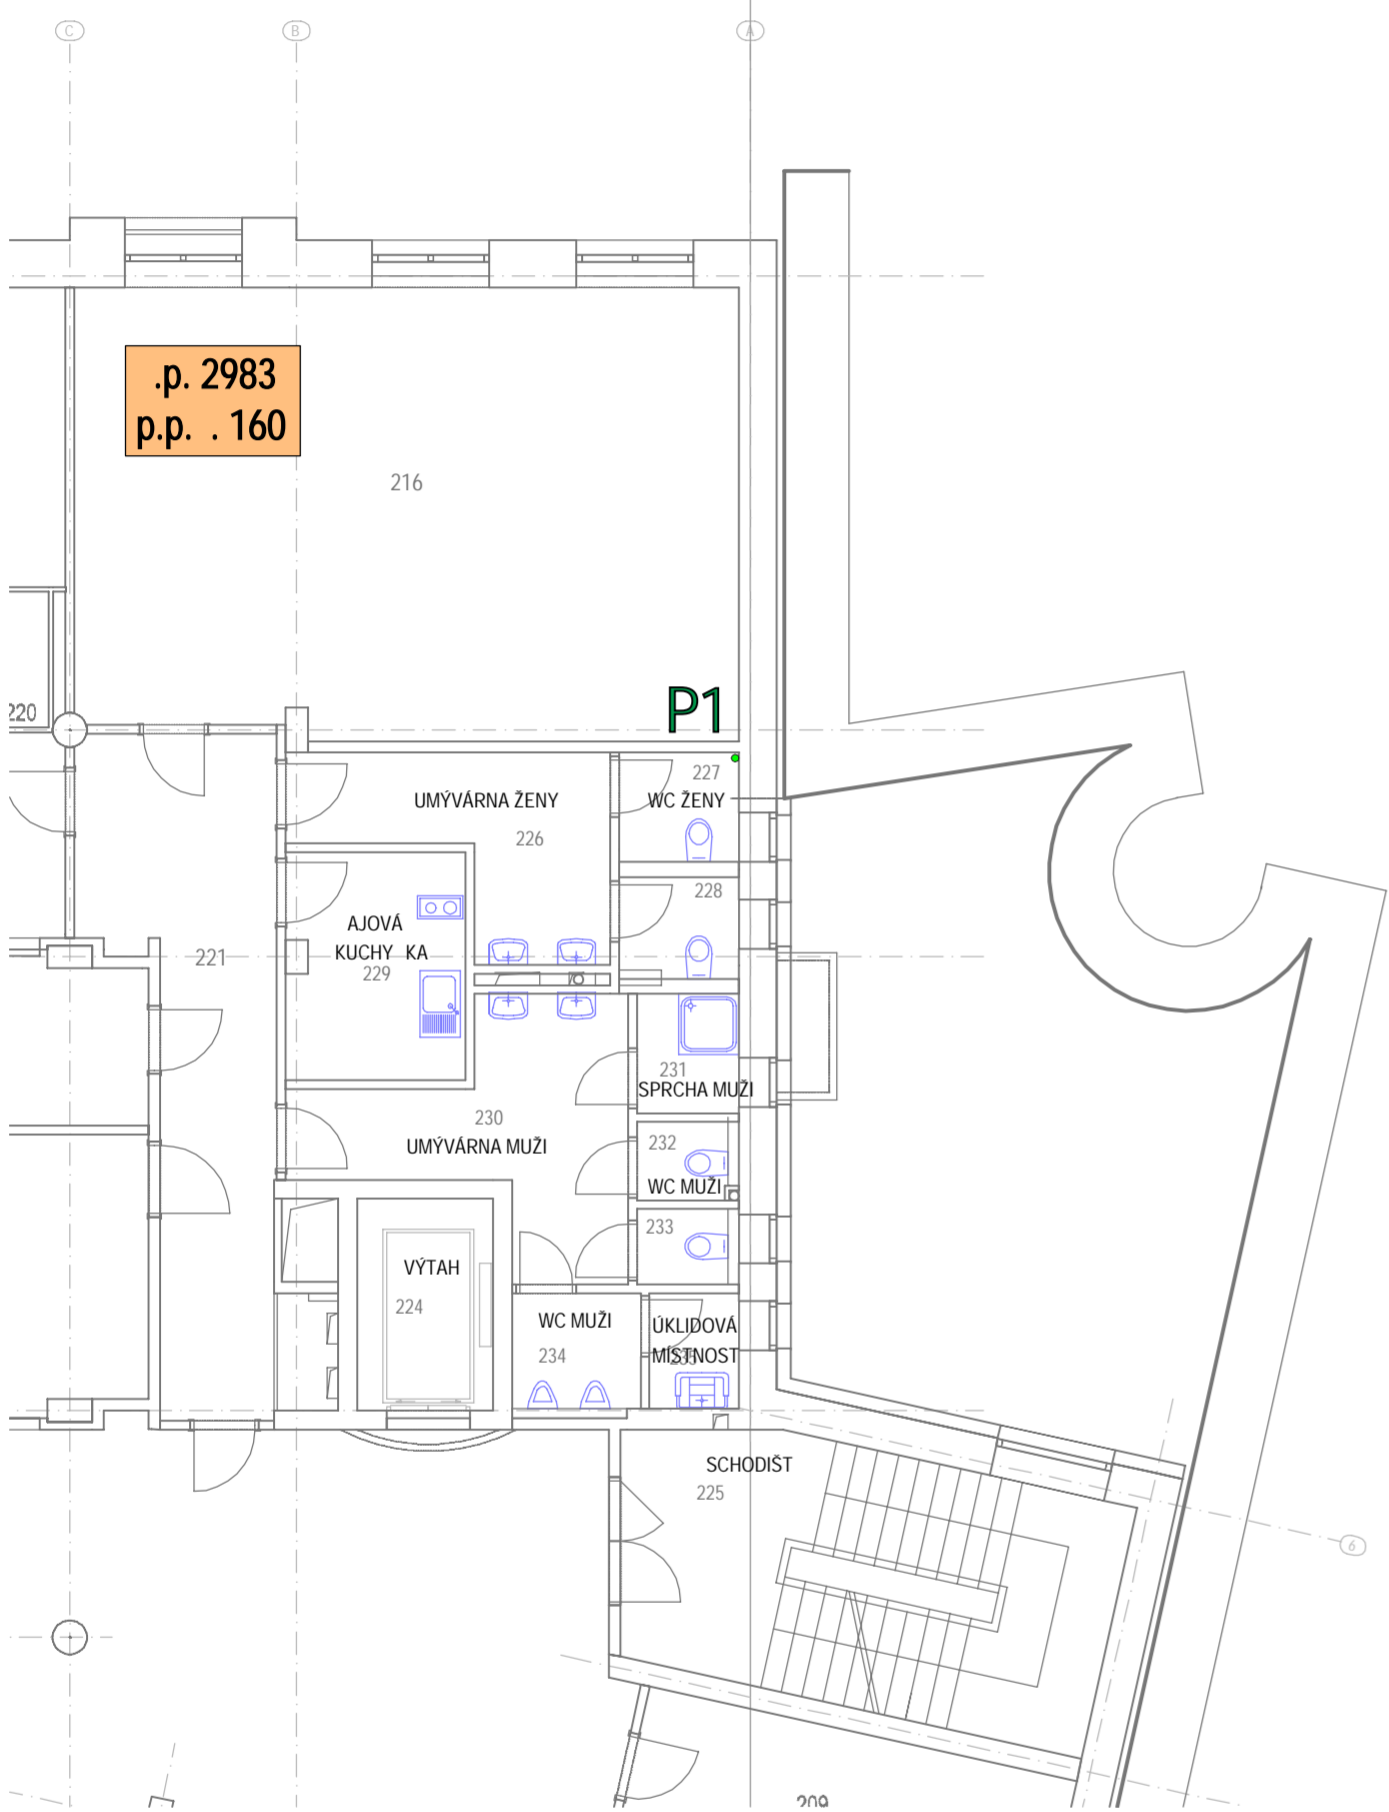 C
B
A
.p. 2983
p.p. . 160
216
220
P1
227
UMÝVÁRNA ŽENY
WC ŽENY
226
228
AJOVÁ
KUCHY KA
221
229
231
SPRCHA MUŽI
230
232
UMÝVÁRNA MUŽI
WC MUŽI
233
VÝTAH
224
WC MUŽI
ÚKLIDOVÁ
234
MÍSTNOST
235
SCHODIŠT
225
6
209